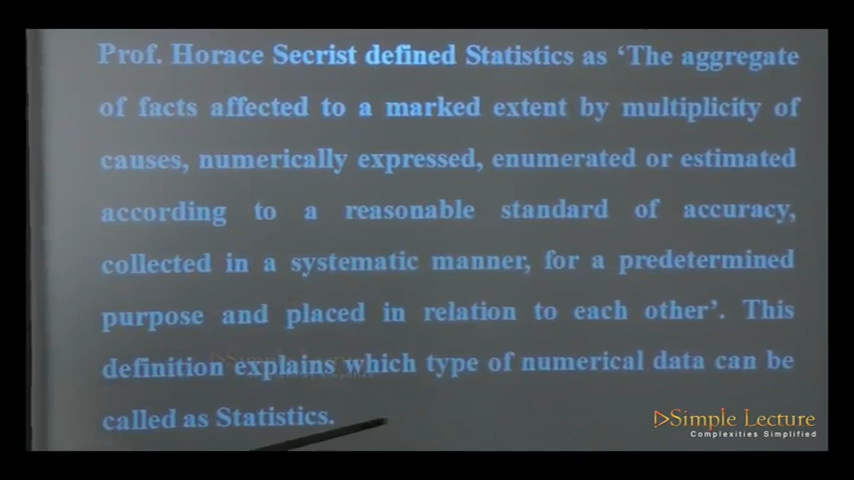 Prof. Horace Secrist defined Statistics as ‘The aggregate
of facts affected to a marked extent by multiplicity of
causes, numerically expressed, enumerated or estimated
according to a reasonable standard of accuracy,
collected in a systematic manner, for a predetermined
purpose and placed in relation to each other’. This
definition explains which type of numerical data can be
called as Statistics.
Simple Lecture
Simple Lecture
Complexities Simplified